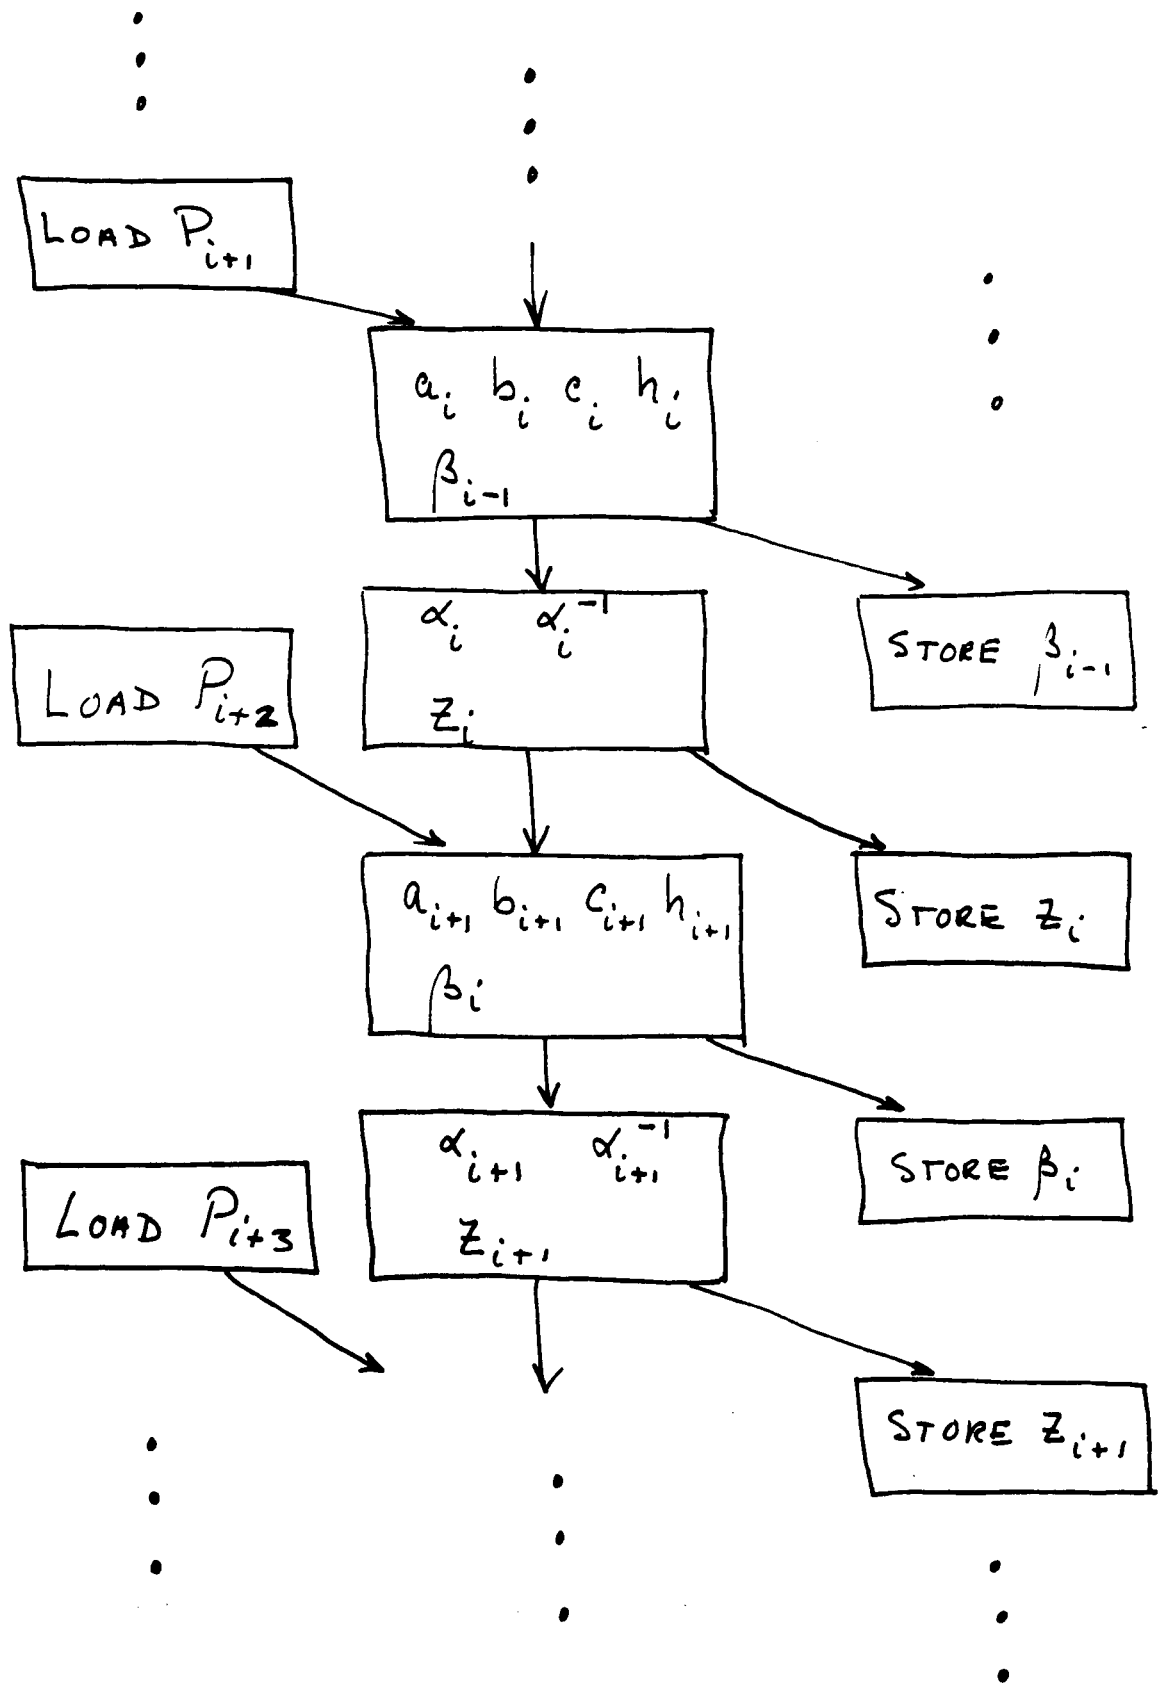 LOAD P_{i+1}
a_i b_i c_i h_i
β_{i-1}
α_i α_i^{-1}
z_i
STORE β_{i-1}
LOAD P_{i+2}
a_{i+1} b_{i+1} c_{i+1} h_{i+1}
β_i
STORE z_i
α_{i+1} α_{i+1}^{-1}
z_{i+1}
STORE β_i
LOAD P_{i+3}
STORE z_{i+1}